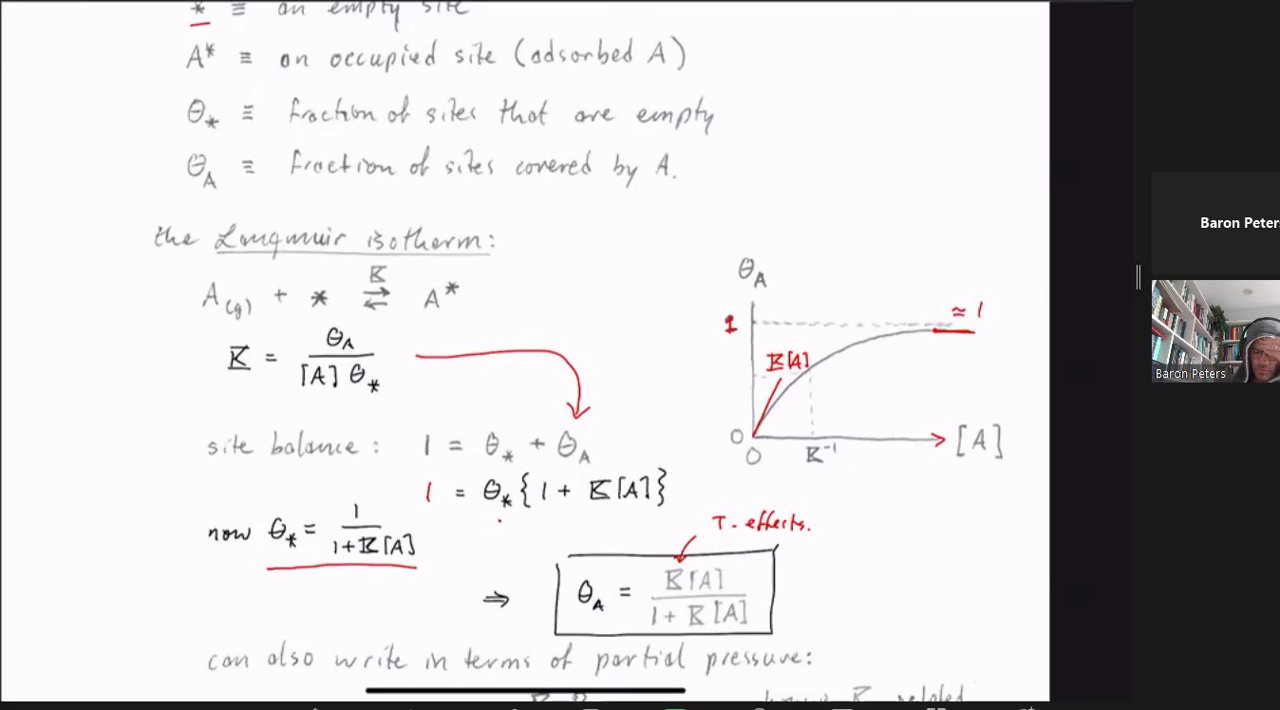 * ≡ an empty site
A* ≡ an occupied site (adsorbed A)
θ* ≡ fraction of sites that are empty
θA ≡ fraction of sites covered by A.
the Langmuir isotherm:
A(g) + * ⇌ A*
K
K = θA / [A] θ*
site balance: 1 = θ* + θA
1 = θ* {1 + K[A]}
now θ* = 1 / 1+K[A]
T-effects.
⇒ θA = K[A] / 1 + K[A]
can also write in terms of partial pressure:
θA
1
≈ 1
K[A]
0
0
K⁻¹
[A]
Baron Peters
Baron Peters